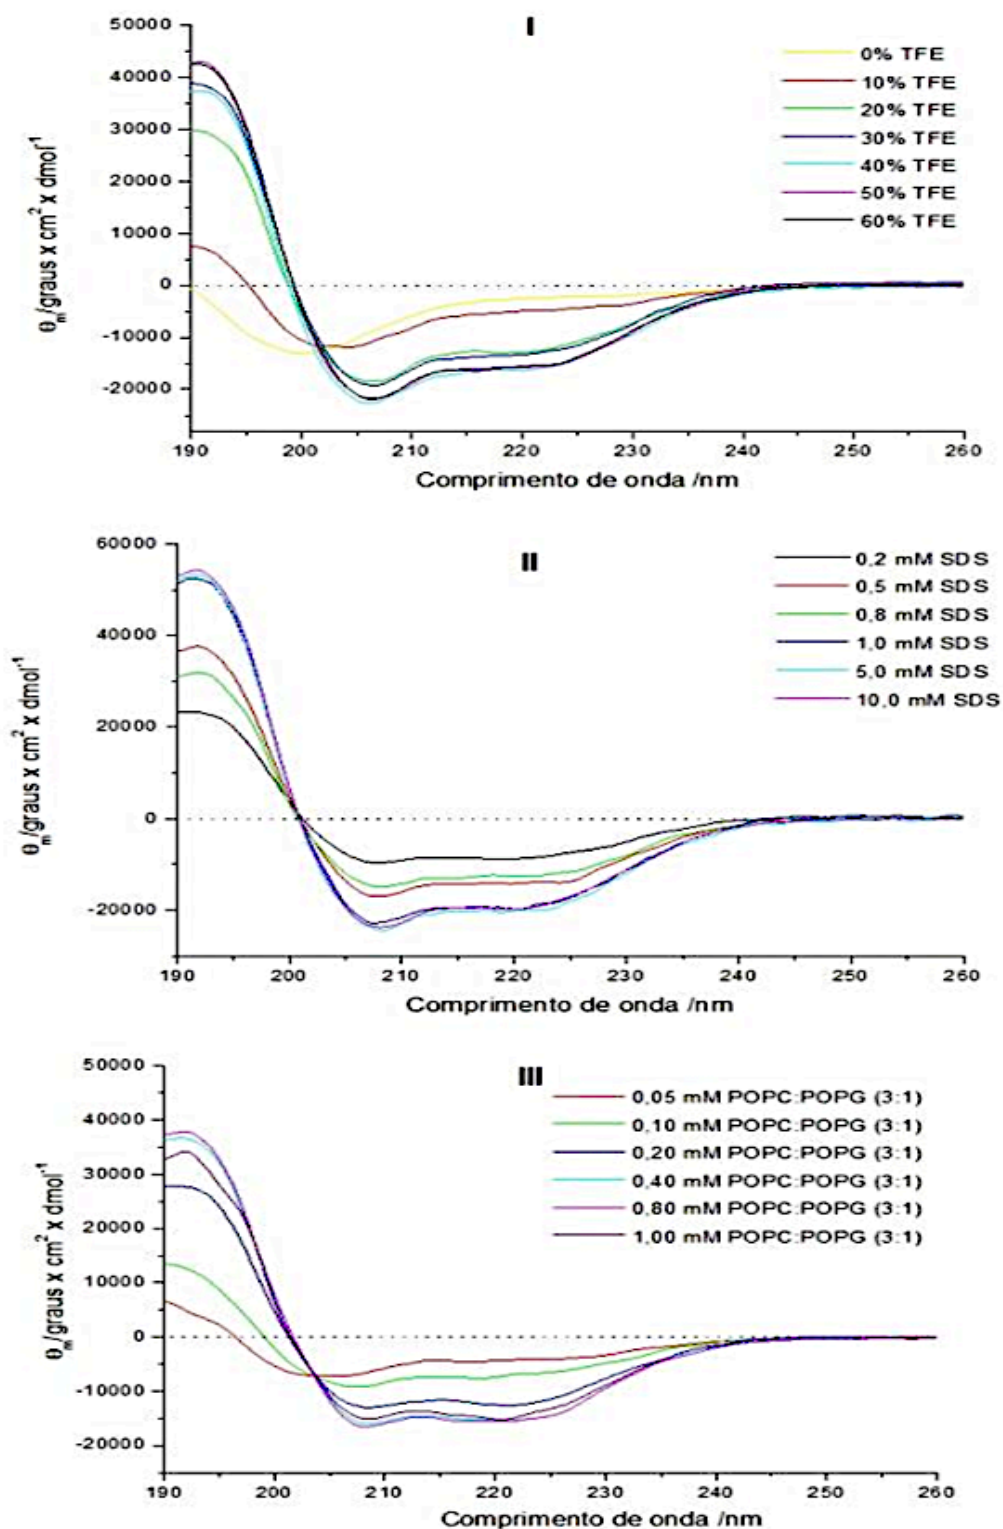 I
50000
40000
30000
20000
10000
0
-10000
-20000
θm/graus x cm² x dmol⁻¹
0% TFE
10% TFE
20% TFE
30% TFE
40% TFE
50% TFE
60% TFE
190 200 210 220 230 240 250 260
Comprimento de onda /nm
II
60000
40000
20000
0
-20000
θm/graus x cm² x dmol⁻¹
0,2 mM SDS
0,5 mM SDS
0,8 mM SDS
1,0 mM SDS
5,0 mM SDS
10,0 mM SDS
190 200 210 220 230 240 250 260
Comprimento de onda /nm
III
50000
40000
30000
20000
10000
0
-10000
-20000
θm/graus x cm² x dmol⁻¹
0,05 mM POPC:POPG (3:1)
0,10 mM POPC:POPG (3:1)
0,20 mM POPC:POPG (3:1)
0,40 mM POPC:POPG (3:1)
0,80 mM POPC:POPG (3:1)
1,00 mM POPC:POPG (3:1)
190 200 210 220 230 240 250 260
Comprimento de onda /nm